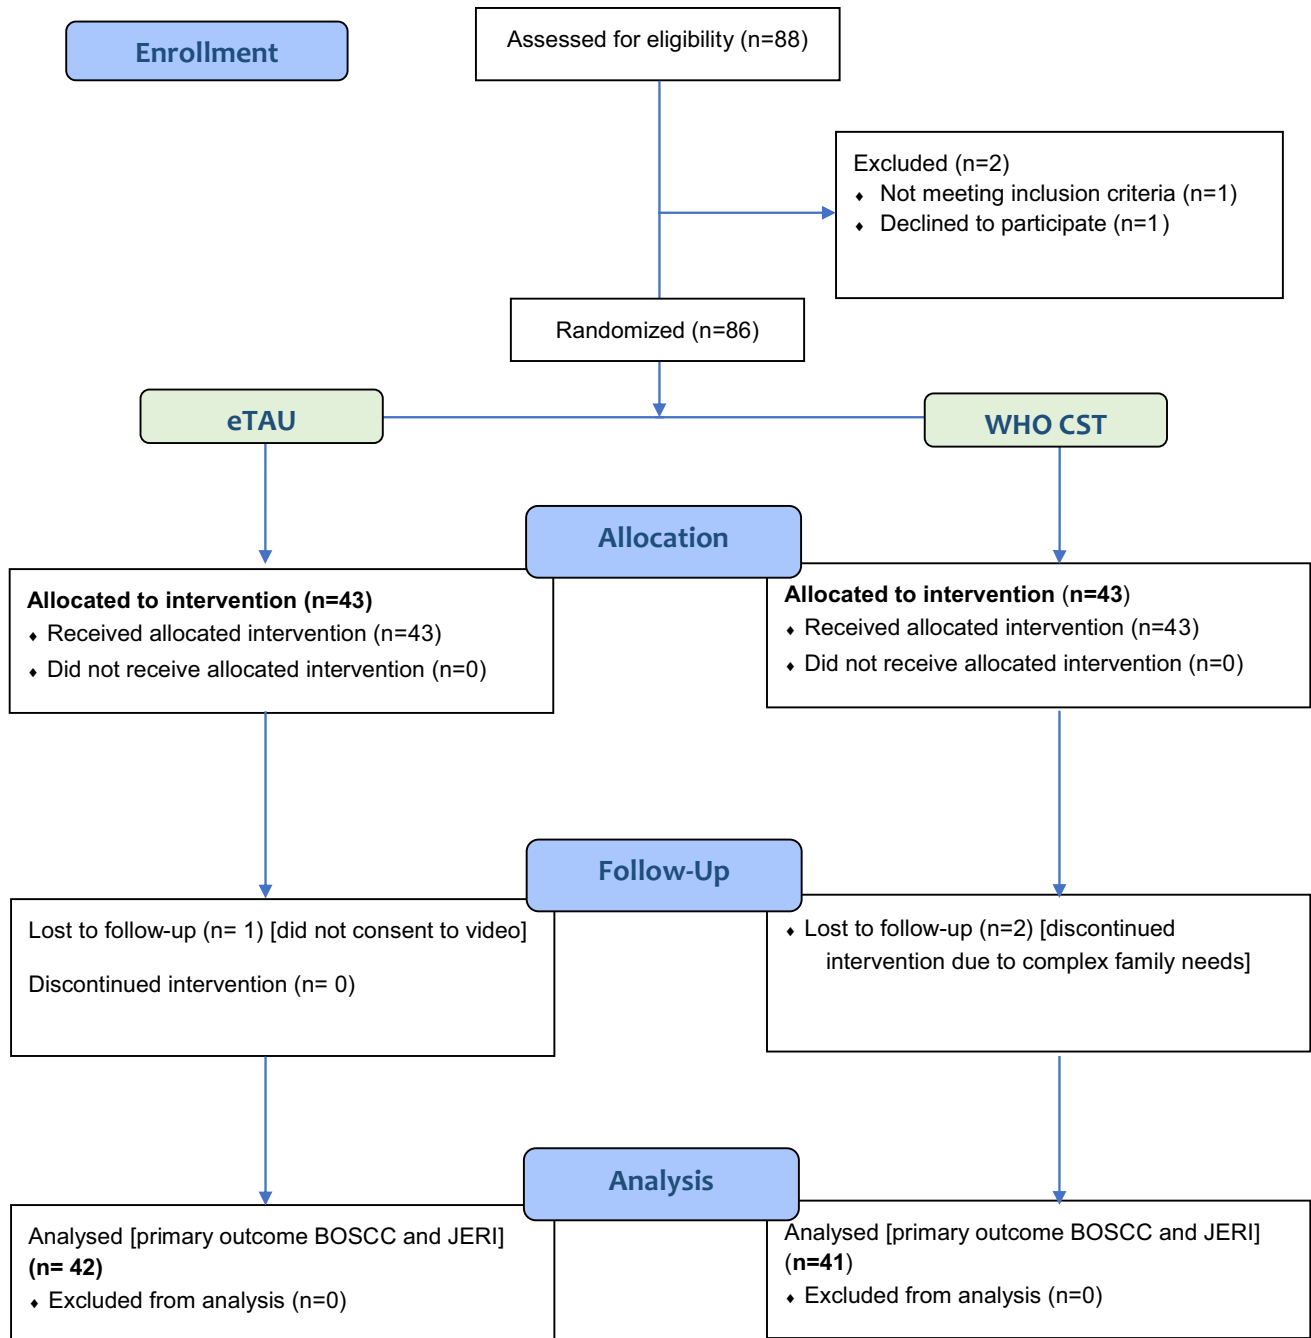 Enrollment
Assessed for eligibility (n=88)
Excluded (n=2)
⬧ Not meeting inclusion criteria (n=1)
⬧ Declined to participate (n=1)
Randomized (n=86)
eTAU
WHO CST
Allocation
Allocated to intervention (n=43)
⬧ Received allocated intervention (n=43)
⬧ Did not receive allocated intervention (n=0)
Allocated to intervention (n=43)
⬧ Received allocated intervention (n=43)
⬧ Did not receive allocated intervention (n=0)
Follow-Up
Lost to follow-up (n= 1) [did not consent to video]
Discontinued intervention (n= 0)
⬧ Lost to follow-up (n=2) [discontinued
intervention due to complex family needs]
Analysis
Analysed [primary outcome BOSCC and JERI]
(n= 42)
⬧ Excluded from analysis (n=0)
Analysed [primary outcome BOSCC and JERI]
(n=41)
⬧ Excluded from analysis (n=0)